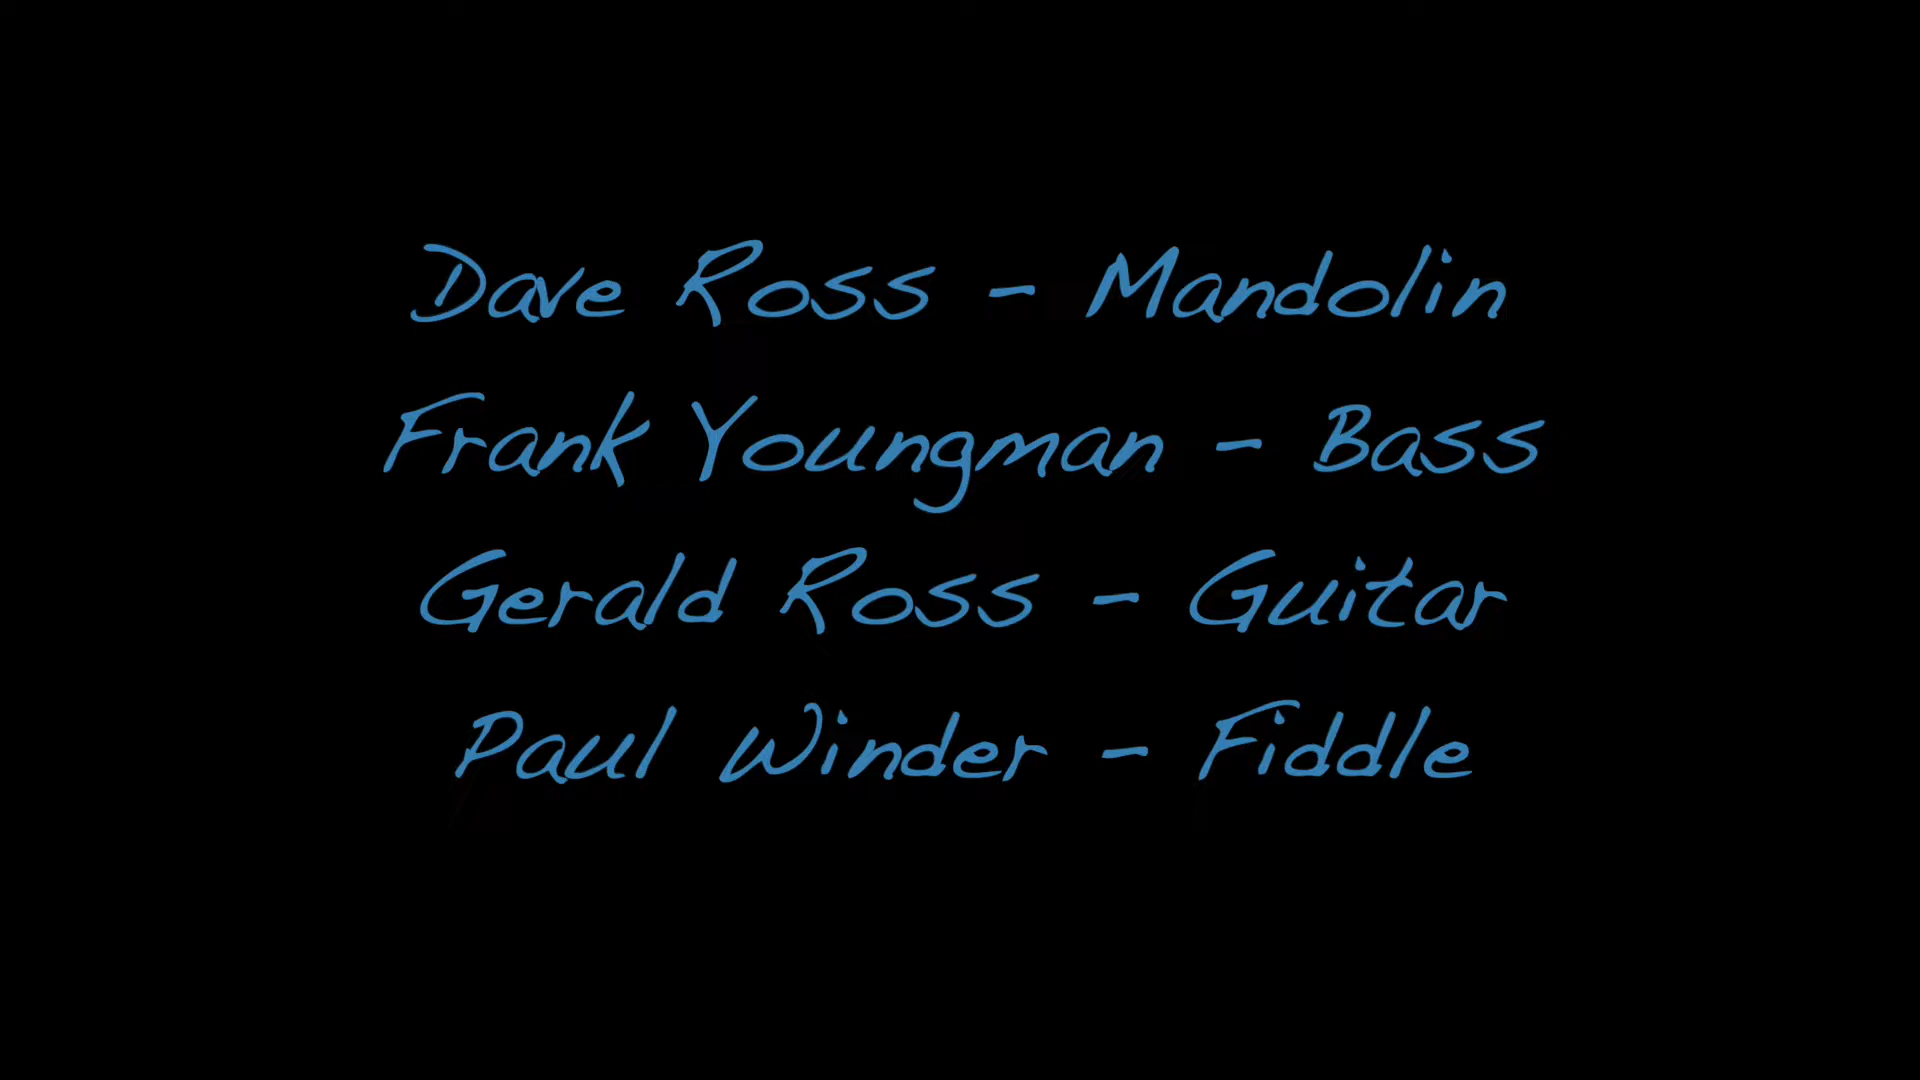 Dave Ross - Mandolin
Frank Youngman - Bass
Gerald Ross - Guitar
Paul Winder - Fiddle